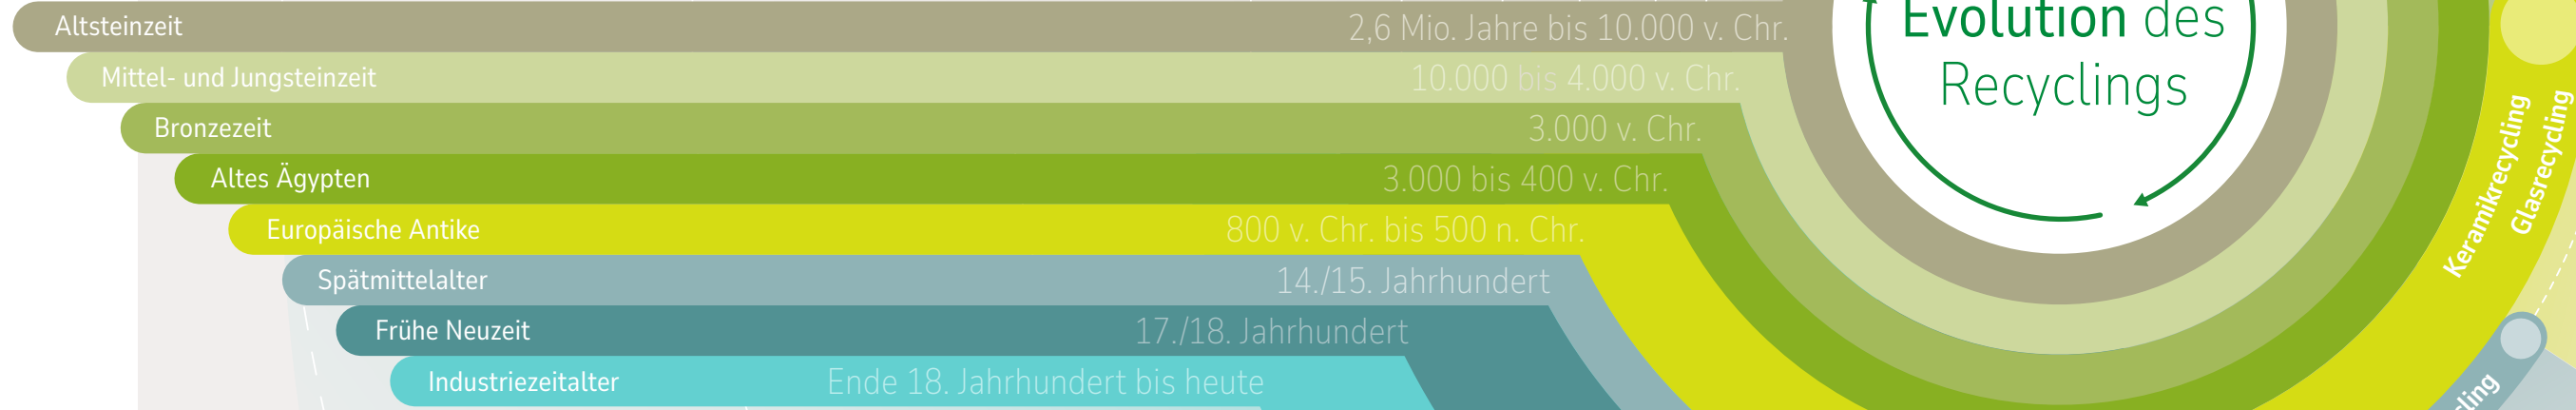 Altsteinzeit 2,6 Mio. Jahre bis 10.000 v. Chr.
Mittel- und Jungsteinzeit 10.000 bis 4.000 v. Chr.
Bronzezeit 3.000 v. Chr.
Altes Ägypten 3.000 bis 400 v. Chr.
Europäische Antike 800 v. Chr. bis 500 n. Chr.
Spätmittelalter 14./15. Jahrhundert
Frühe Neuzeit 17./18. Jahrhundert
Industriezeitalter Ende 18. Jahrhundert bis heute
Evolution des
Recyclings
Keramikrecycling
Glasrecycling